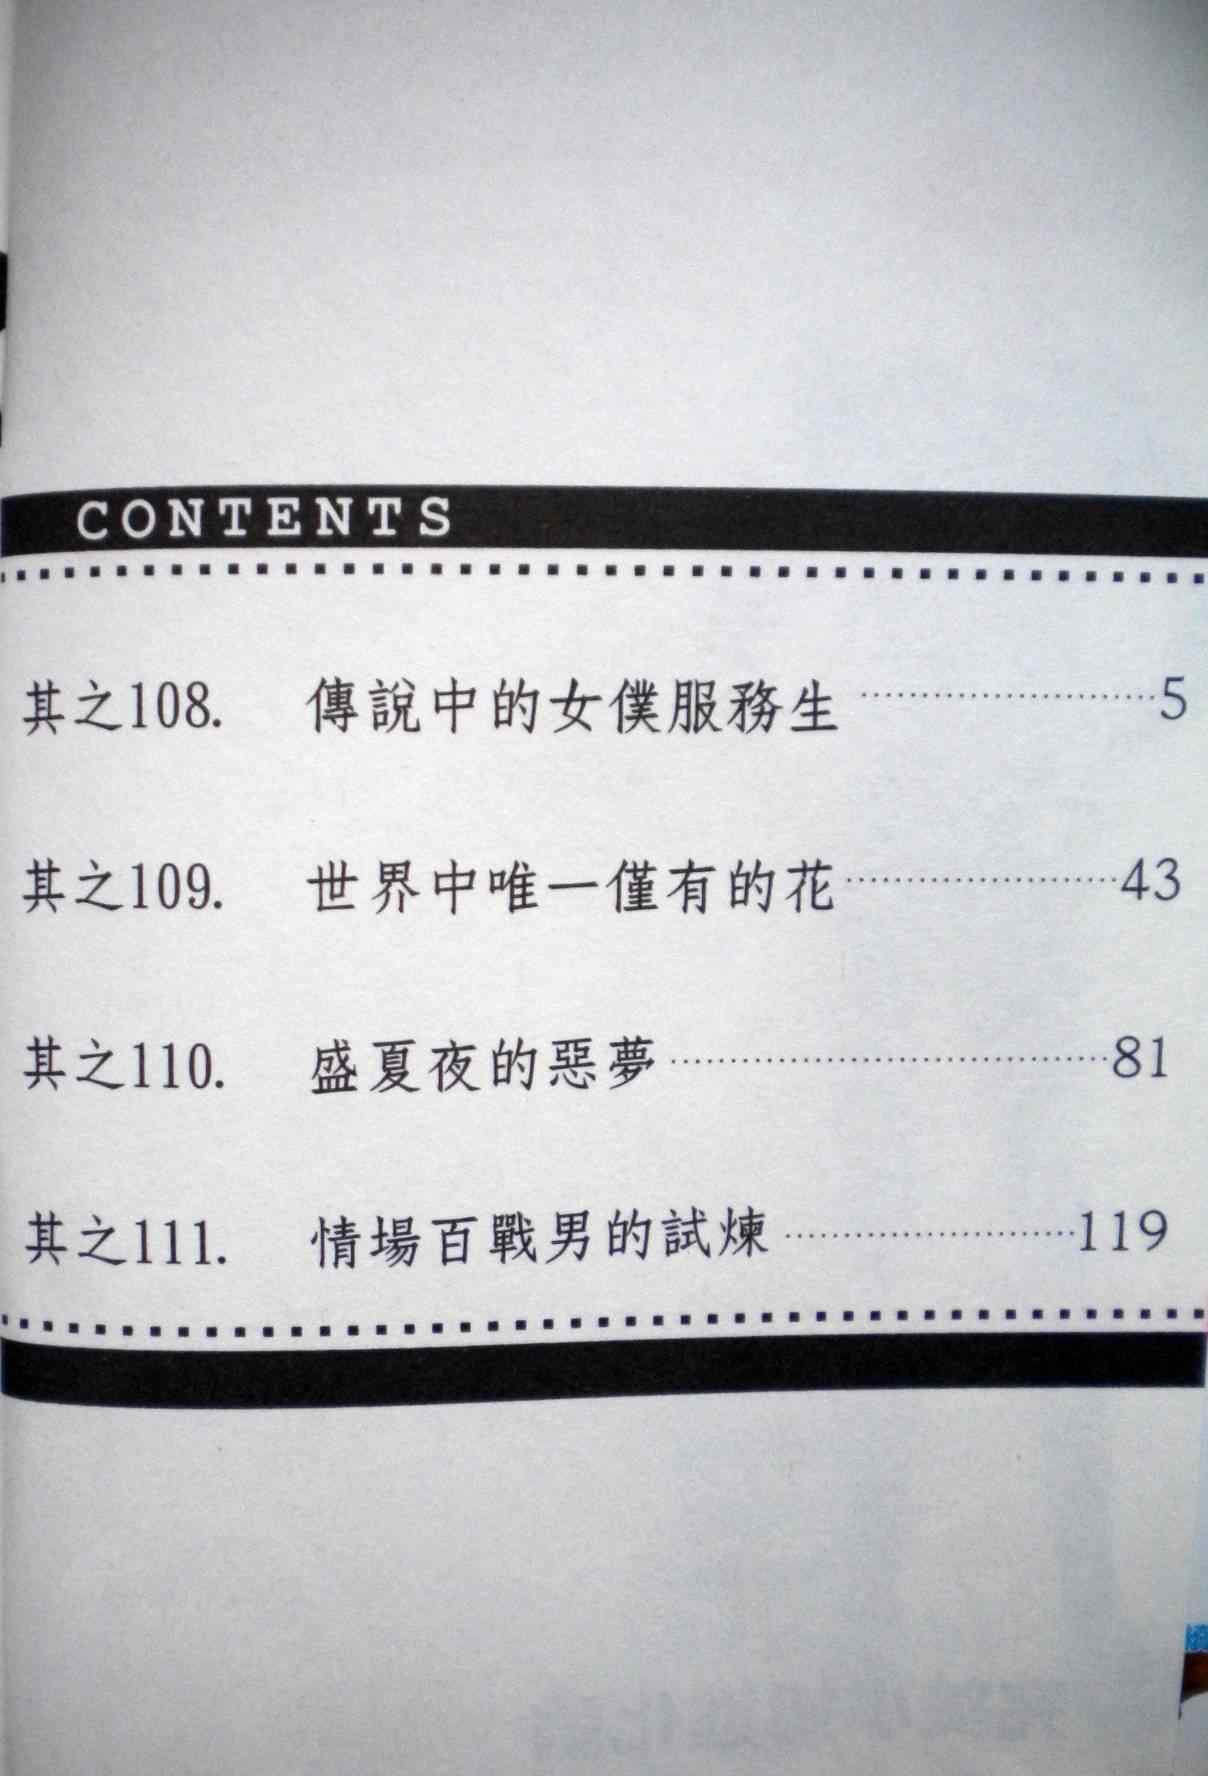 CONTENTS
其之108. 傳說中的女僕服務生…………………………5
其之109. 世界中唯一僅有的花………………………43
其之110. 盛夏夜的惡夢……………………………………81
其之111. 情場百戰男的試煉………………………119